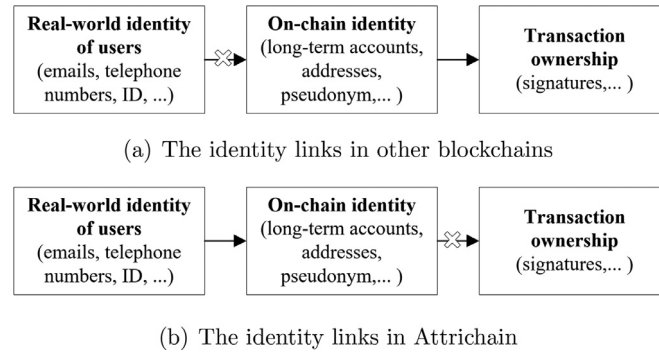 Real-world identity
of users
(emails, telephone
numbers, ID, ...)
On-chain identity
(long-term accounts,
addresses,
pseudonym,... )
Transaction
ownership
(signatures,... )
(a) The identity links in other blockchains
Real-world identity
of users
(emails, telephone
numbers, ID, ...)
On-chain identity
(long-term accounts,
addresses,
pseudonym,... )
Transaction
ownership
(signatures,... )
(b) The identity links in Attrichain